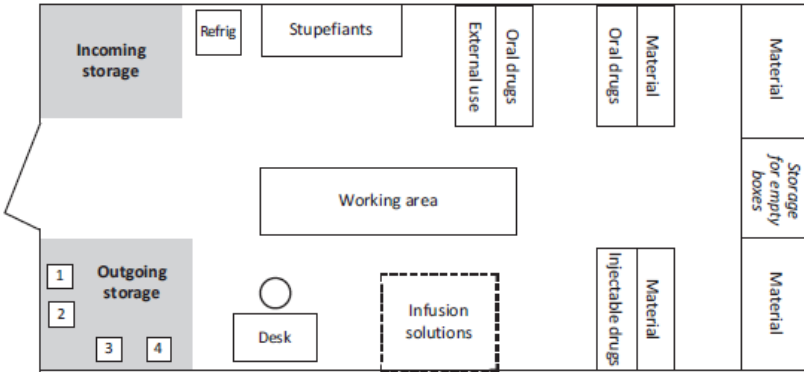 Incoming
storage
Refrig
Stupefiants
External use
Oral drugs
Oral drugs
Material
Material
Storage
for empty
boxes
Working area
1
2
Outgoing
storage
3
4
Desk
Infusion
solutions
Injectable drugs
Material
Material